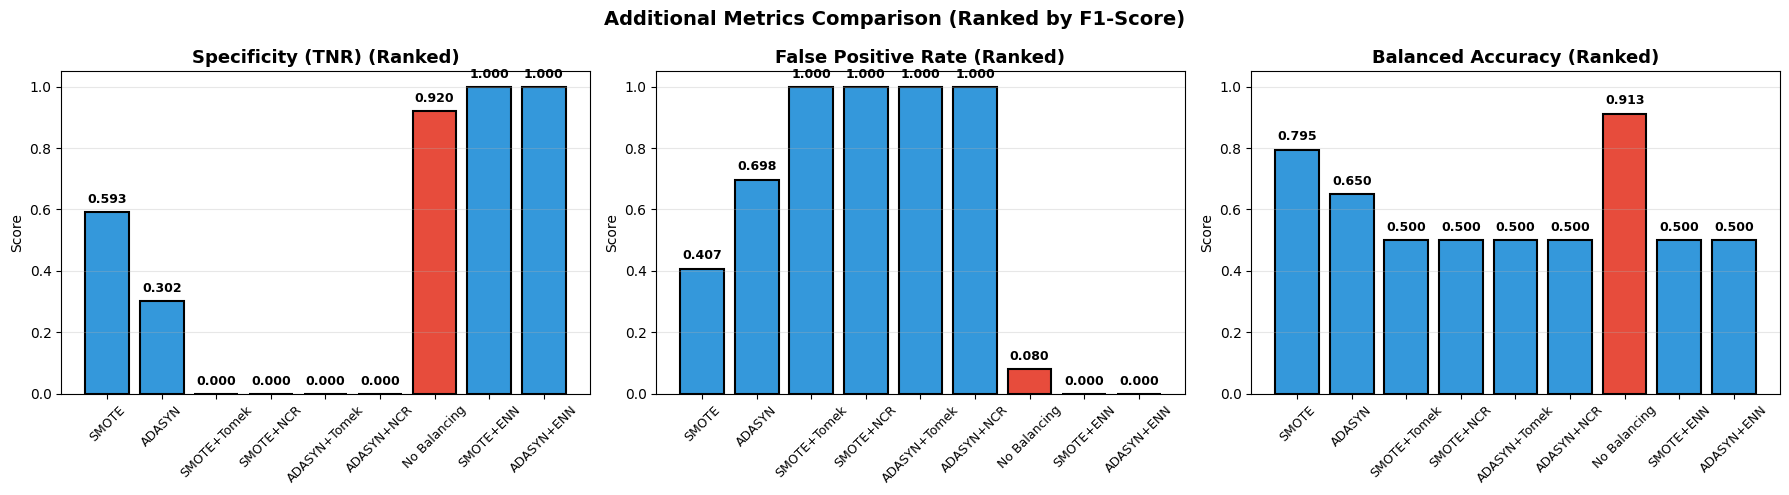 Additional Metrics Comparison (Ranked by F1-Score)
Specificity (TNR) (Ranked)
Score
1.0
0.8
0.6
0.4
0.2
0.0
0.593
0.302
0.000
0.000
0.000
0.000
0.920
1.000
1.000
SMOTE
ADASYN
SMOTE+Tomek
SMOTE+NCR
ADASYN+Tomek
ADASYN+NCR
No Balancing
SMOTE+ENN
ADASYN+ENN
False Positive Rate (Ranked)
Score
1.0
0.8
0.6
0.4
0.2
0.0
0.407
0.698
1.000
1.000
1.000
1.000
0.080
0.000
0.000
SMOTE
ADASYN
SMOTE+Tomek
SMOTE+NCR
ADASYN+Tomek
ADASYN+NCR
No Balancing
SMOTE+ENN
ADASYN+ENN
Balanced Accuracy (Ranked)
Score
1.0
0.8
0.6
0.4
0.2
0.0
0.795
0.650
0.500
0.500
0.500
0.500
0.913
0.500
0.500
SMOTE
ADASYN
SMOTE+Tomek
SMOTE+NCR
ADASYN+Tomek
ADASYN+NCR
No Balancing
SMOTE+ENN
ADASYN+ENN